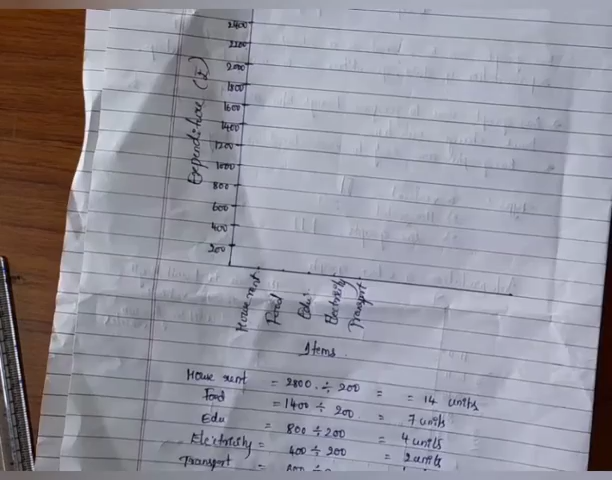 2400
2200
2000
1800
1600
1400
1200
1000
800
600
400
200
Expenditure (₹)
House rent
Food
Edu.
Electricity
Transport
Items.
House rent = 2800 ÷ 200 = = 14 units
Food = 1400 ÷ 200 = 7 units
Edu = 800 ÷ 200 = 4 units
Electricity = 400 ÷ 200 = 2 units
Transport =